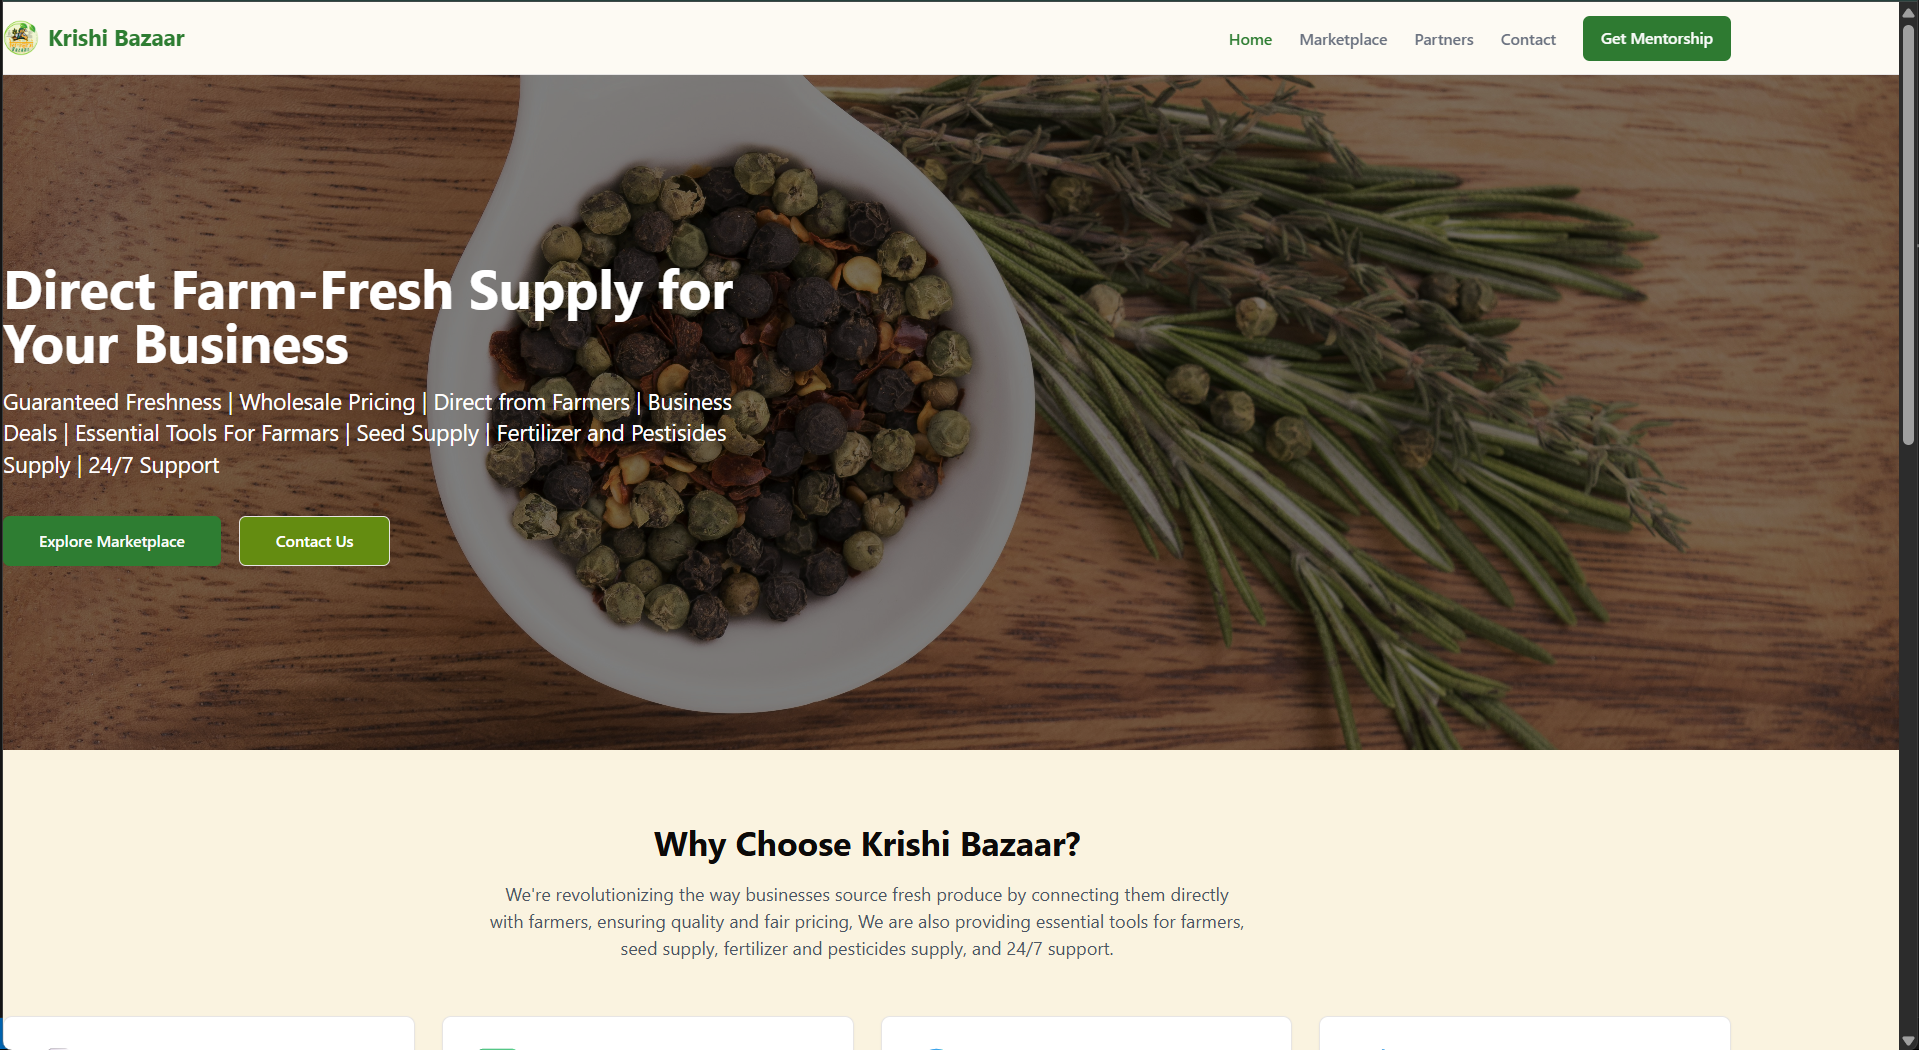 Krishi Bazaar
Home
Marketplace
Partners
Contact
Get Mentorship
Direct Farm-Fresh Supply for
Your Business
Guaranteed Freshness | Wholesale Pricing | Direct from Farmers | Business
Deals | Essential Tools For Farmars | Seed Supply | Fertilizer and Pestisides
Supply | 24/7 Support
Explore Marketplace
Contact Us
Why Choose Krishi Bazaar?
We're revolutionizing the way businesses source fresh produce by connecting them directly
with farmers, ensuring quality and fair pricing, We are also providing essential tools for farmers,
seed supply, fertilizer and pesticides supply, and 24/7 support.